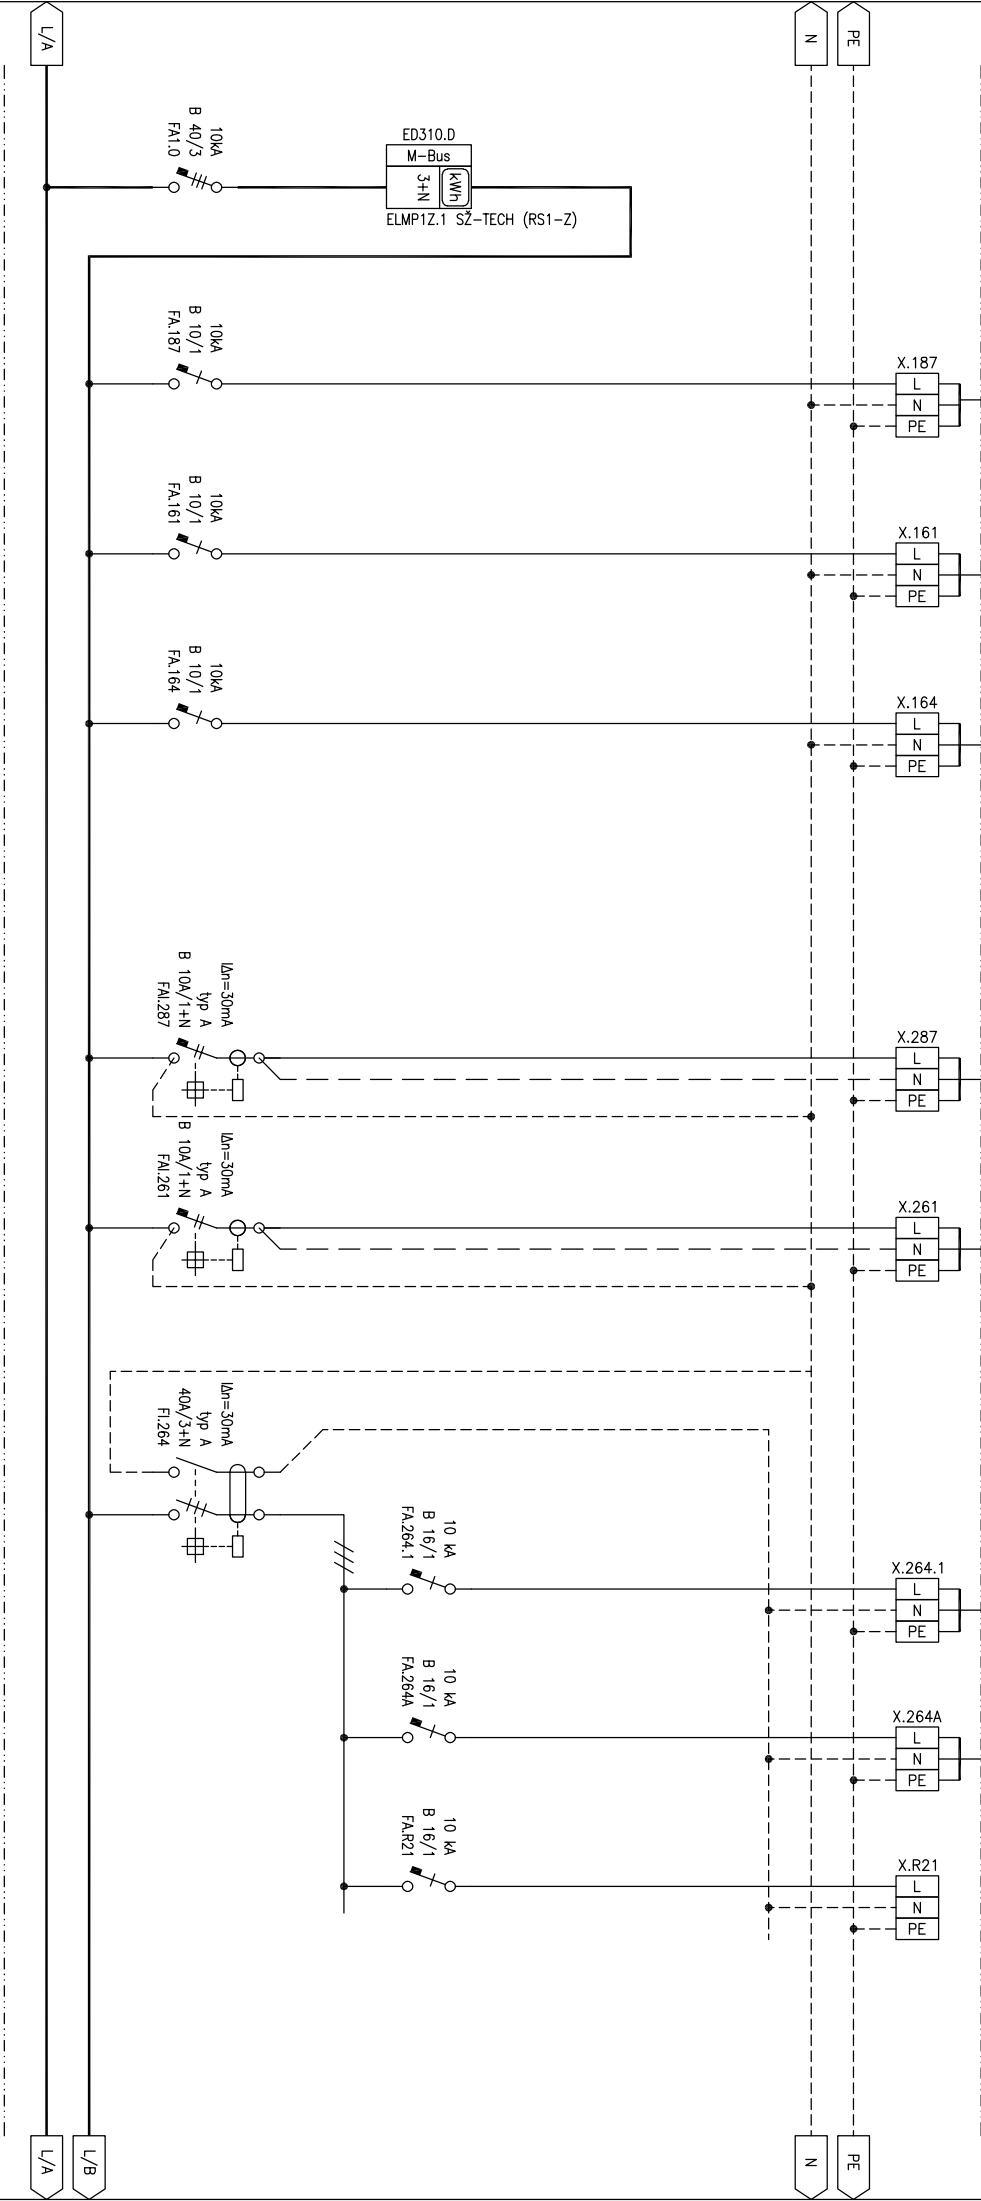 L/A
N
PE
10kA
B 40/3
FA1.0
ED310.D
M-Bus
kWh
3+N
ELMP1Z.1 SŽ-TECH (RS1-Z)
10kA
B 10/1
FA.187
X.187
L
N
PE
10kA
B 10/1
FA.161
X.161
L
N
PE
10kA
B 10/1
FA.164
X.164
L
N
PE
IΔn=30mA
typ A
B 10A/1+N
FAI.287
X.287
L
N
PE
IΔn=30mA
typ A
B 10A/1+N
FAI.261
X.261
L
N
PE
IΔn=30mA
typ A
40A/3+N
FI.264
10 kA
B 16/1
FA.264.1
X.264.1
L
N
PE
10 kA
B 16/1
FA.264A
X.264A
L
N
PE
10 kA
B 16/1
FA.R21
X.R21
L
N
PE
L/A
L/B
N
PE